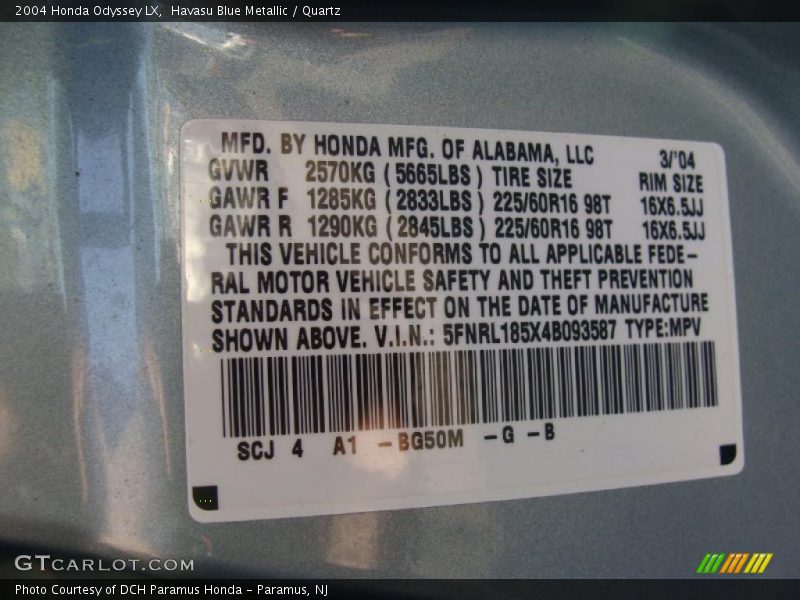 2004 Honda Odyssey LX, Havasu Blue Metallic / Quartz
MFD. BY HONDA MFG. OF ALABAMA, LLC 3/'04
GVWR 2570KG (5665LBS) TIRE SIZE RIM SIZE
GAWR F 1285KG (2833LBS) 225/60R16 98T 16X6.5JJ
GAWR R 1290KG (2845LBS) 225/60R16 98T 16X6.5JJ
THIS VEHICLE CONFORMS TO ALL APPLICABLE FEDE-
RAL MOTOR VEHICLE SAFETY AND THEFT PREVENTION
STANDARDS IN EFFECT ON THE DATE OF MANUFACTURE
SHOWN ABOVE. V.I.N.: 5FNRL185X4B093587 TYPE:MPV
SCJ 4 A1 -BG50M -G -B
GTCARLOT.COM
Photo Courtesy of DCH Paramus Honda - Paramus, NJ